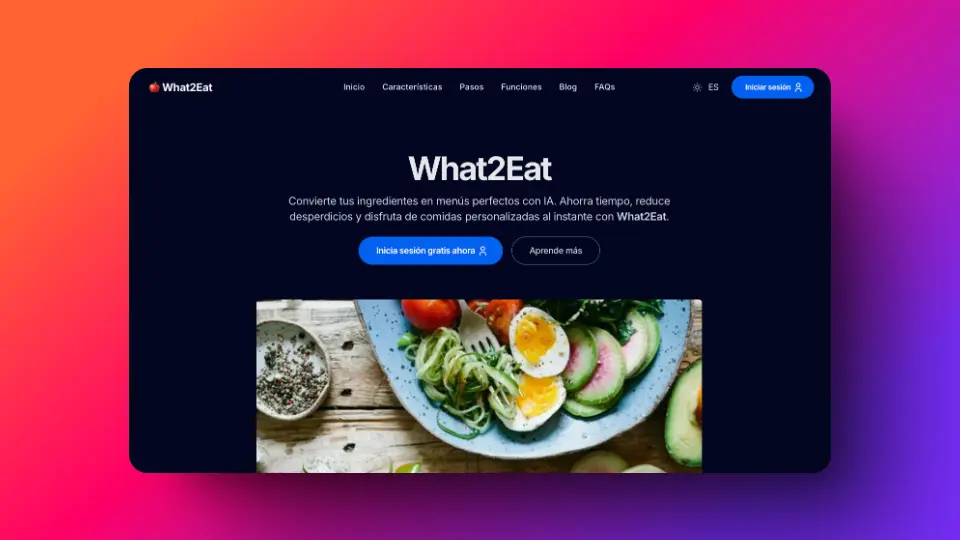 What2Eat
Inicio Características Pasos Funciones Blog FAQs
ES
Iniciar sesión
What2Eat
Convierte tus ingredientes en menús perfectos con IA. Ahorra tiempo, reduce
desperdicios y disfruta de comidas personalizadas al instante con What2Eat.
Inicia sesión gratis ahora
Aprende más